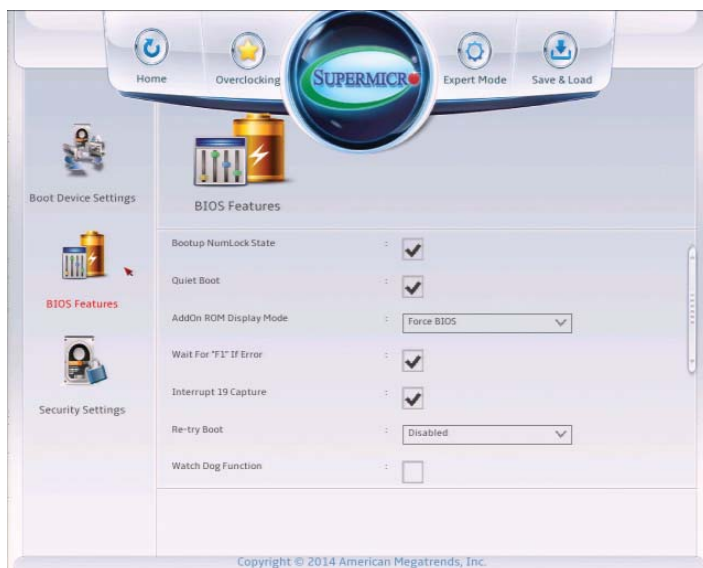 Home
Overclocking
SUPERMICRO
Expert Mode
Save & Load
Boot Device Settings
BIOS Features
Security Settings
BIOS Features
Bootup NumLock State :
Quiet Boot :
AddOn ROM Display Mode : Force BIOS
Wait For "F1" If Error :
Interrupt 19 Capture :
Re-try Boot : Disabled
Watch Dog Function :
Copyright © 2014 American Megatrends, Inc.